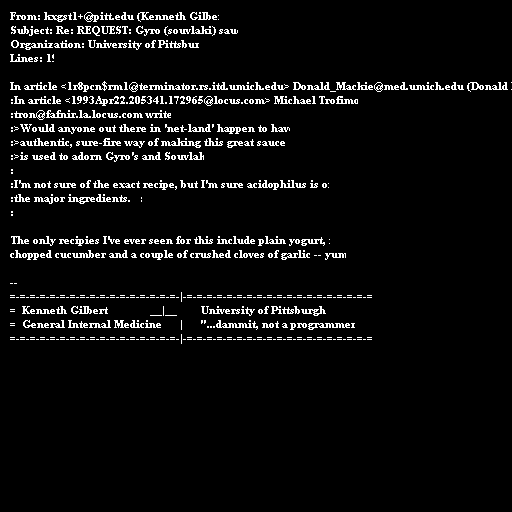 From: kxgst1+@pitt.edu (Kenneth Gilbe
Subject: Re: REQUEST: Gyro (souvlaki) sau
Organization: University of Pittsbur
Lines: 1

In article <1r8pcn$rm1@terminator.rs.itd.umich.edu> Donald_Mackie@med.umich.edu (Donald
:In article <1993Apr22.205341.172965@locus.com> Michael Trofimo
:tron@fafnir.la.locus.com write
:>Would anyone out there in 'net-land' happen to hav
:>authentic, sure-fire way of making this great sauce
:>is used to adorn Gyro's and Souvlak
:
:I'm not sure of the exact recipe, but I'm sure acidophilus is o
:the major ingredients.   :
:

The only recipies I've ever seen for this include plain yogurt,
chopped cucumber and a couple of crushed cloves of garlic -- yum

--
=-=-=-=-=-=-=-=-=-=-=-=-=-=-=-=-=-=-|-=-=-=-=-=-=-=-=-=-=-=-=-=-=-=-=-=-=-=
=  Kenneth Gilbert              __|__        University of Pittsburgh
=  General Internal Medicine      |      "...dammit, not a programmer
=-=-=-=-=-=-=-=-=-=-=-=-=-=-=-=-=-=-|-=-=-=-=-=-=-=-=-=-=-=-=-=-=-=-=-=-=-=